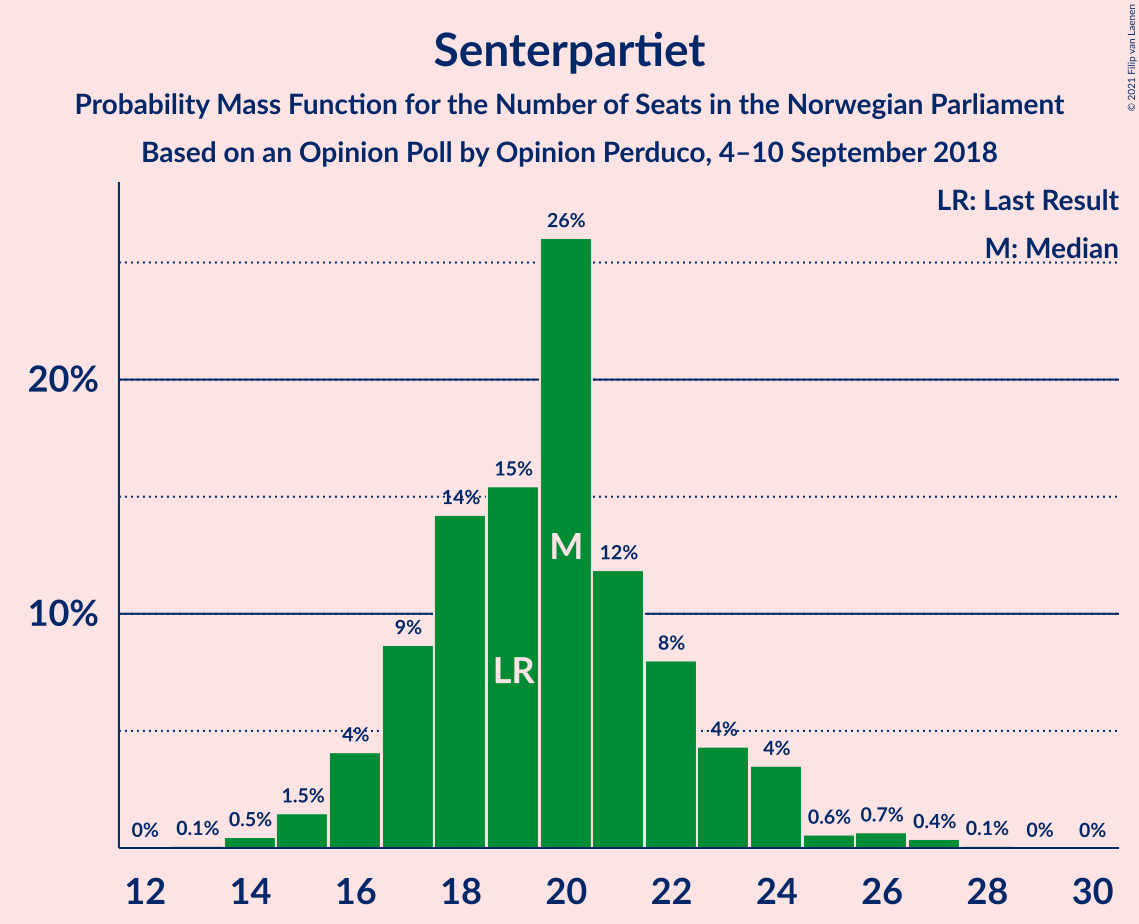 Senterpartiet
Probability Mass Function for the Number of Seats in the Norwegian Parliament
Based on an Opinion Poll by Opinion Perduco, 4–10 September 2018
© 2021 Filip van Laenen
LR: Last Result
M: Median
20%
10%
0%
0.1%
0.5%
1.5%
4%
9%
14%
15%
26%
12%
8%
4%
4%
0.6%
0.7%
0.4%
0.1%
0%
0%
LR
M
12 14 16 18 20 22 24 26 28 30